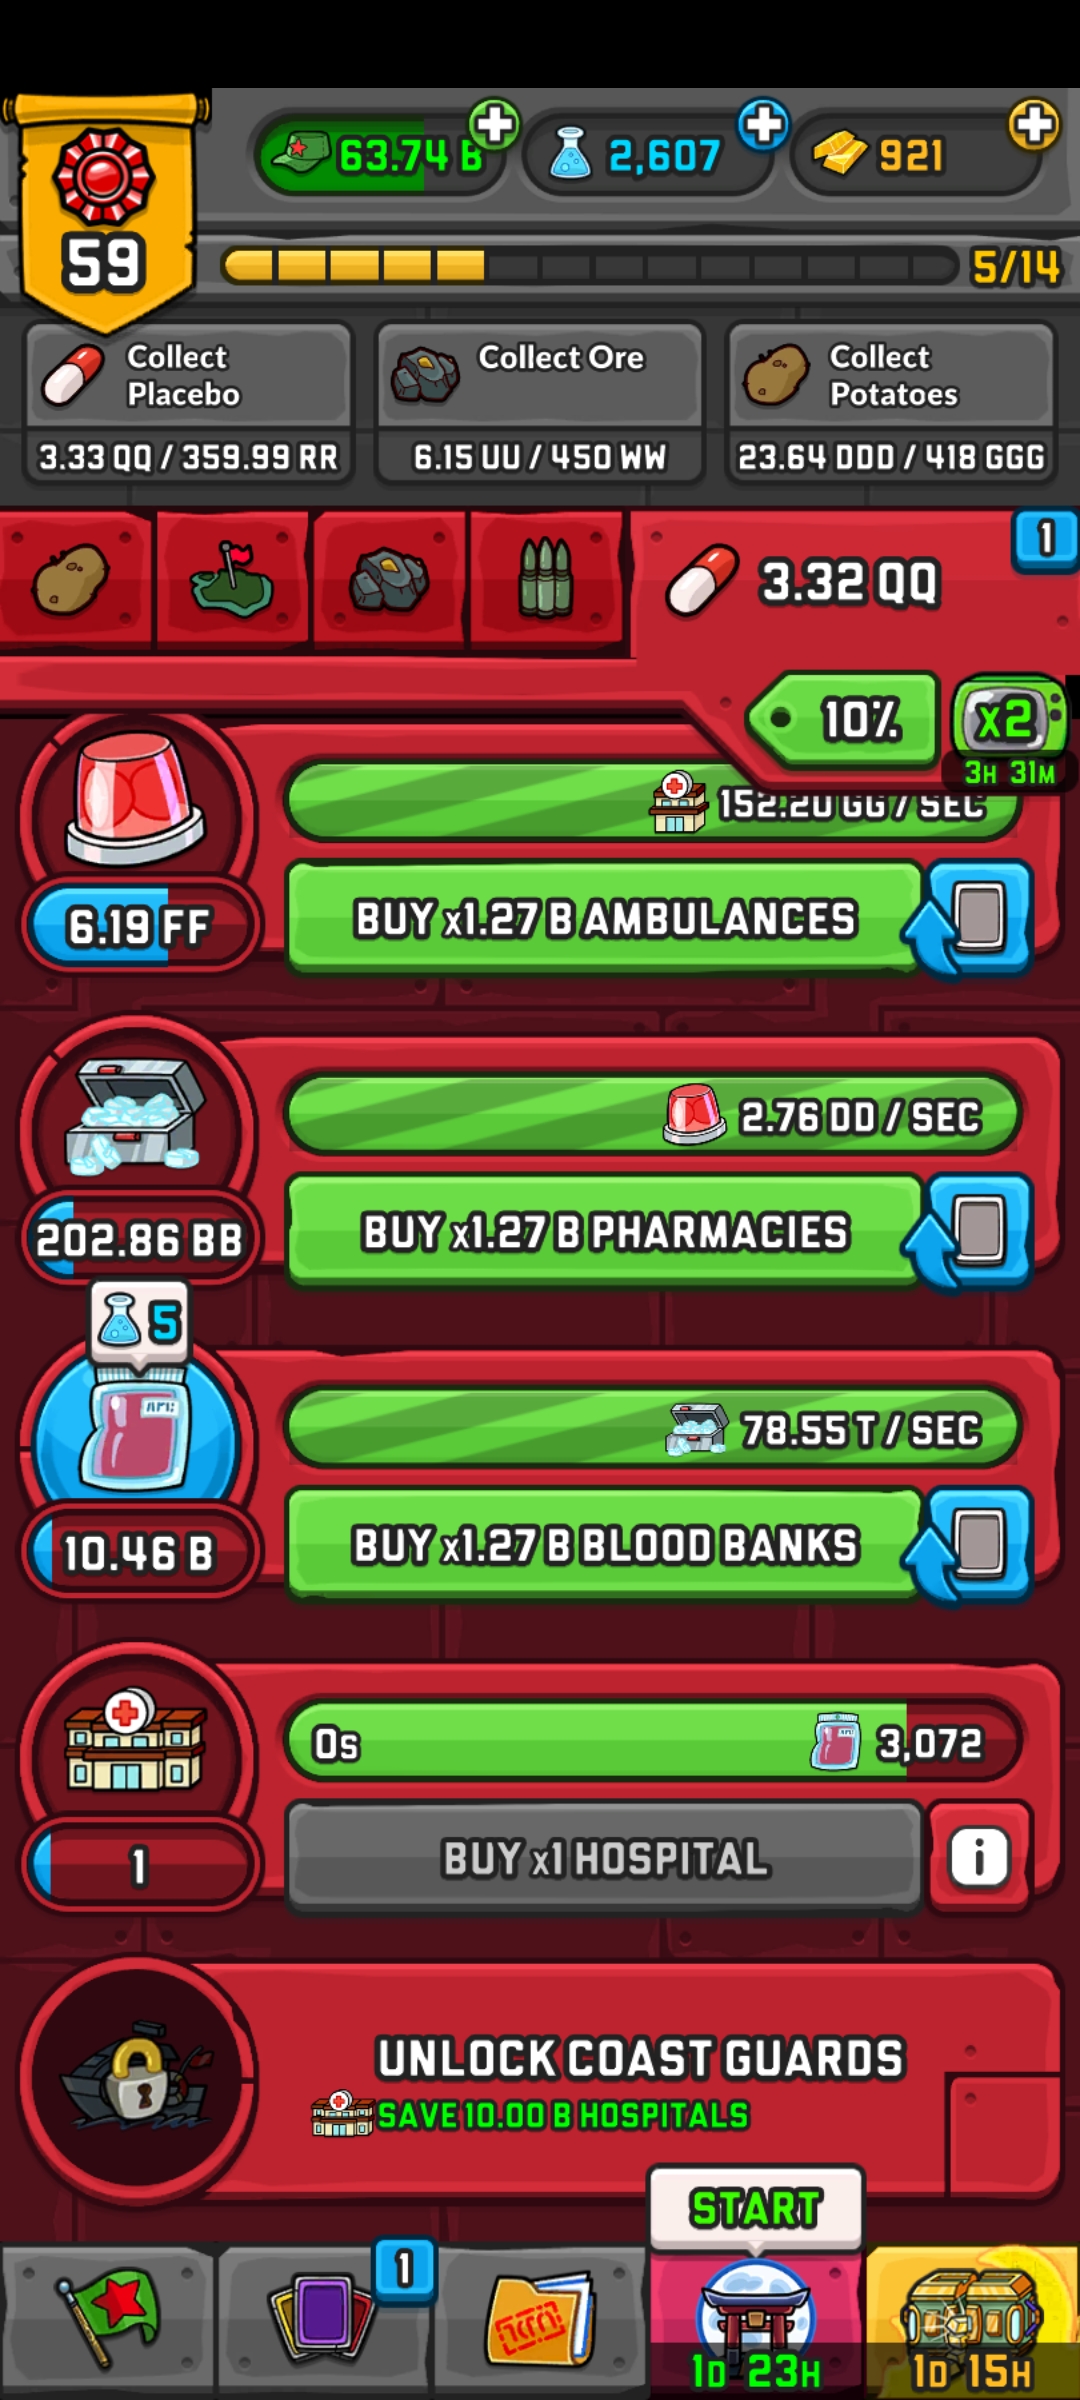 63.74 B
2,607
921
59
5/14
Collect Placebo
3.33 QQ / 359.99 RR
Collect Ore
6.15 UU / 450 WW
Collect Potatoes
23.64 DDD / 418 GGG
3.32 QQ
1
10%
x2
3H 31M
152.20 GG / SEC
6.19 FF
BUY x1.27 B AMBULANCES
2.76 DD / SEC
202.86 BB
BUY x1.27 B PHARMACIES
5
78.55 T / SEC
10.46 B
BUY x1.27 B BLOOD BANKS
0s
3,072
1
BUY x1 HOSPITAL
i
UNLOCK COAST GUARDS
SAVE 10.00 B HOSPITALS
START
1
1D 23H
1D 15H